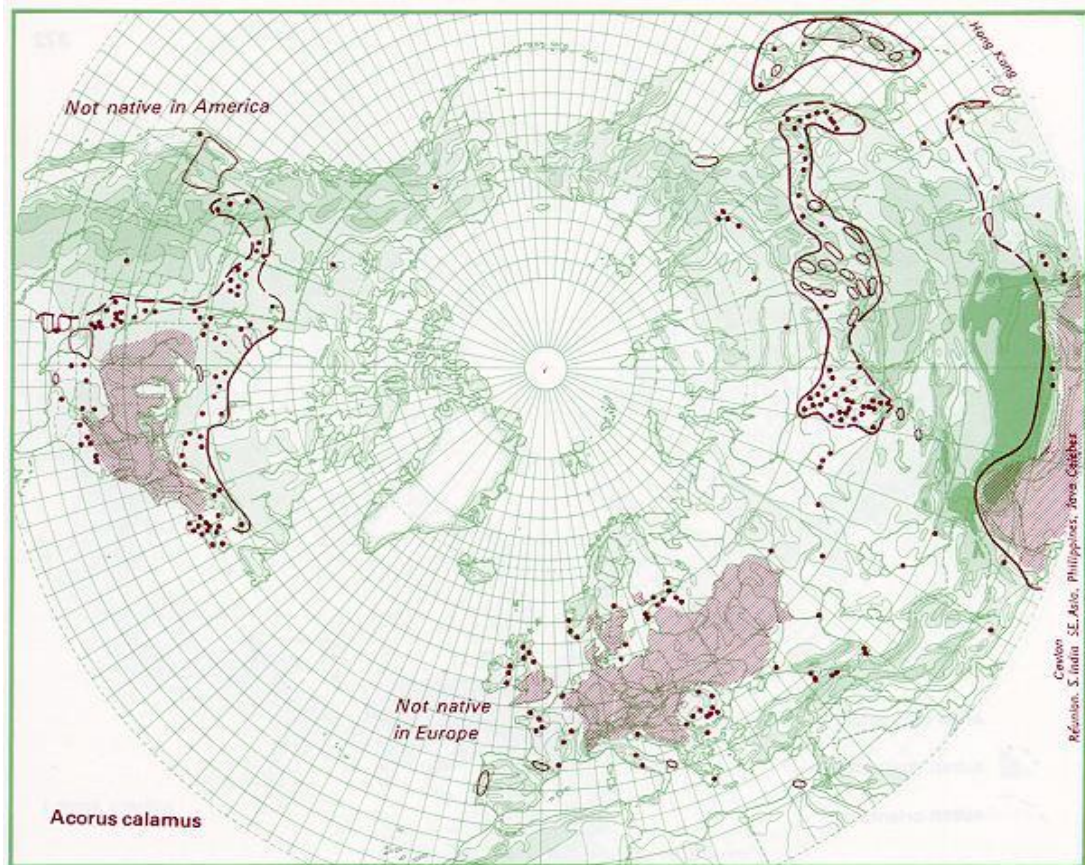 Not native in America
Hong Kong
Ceylon
Réunion, S. India SE. Asia, Philippines, Java Celebes
Not native
in Europe
Acorus calamus